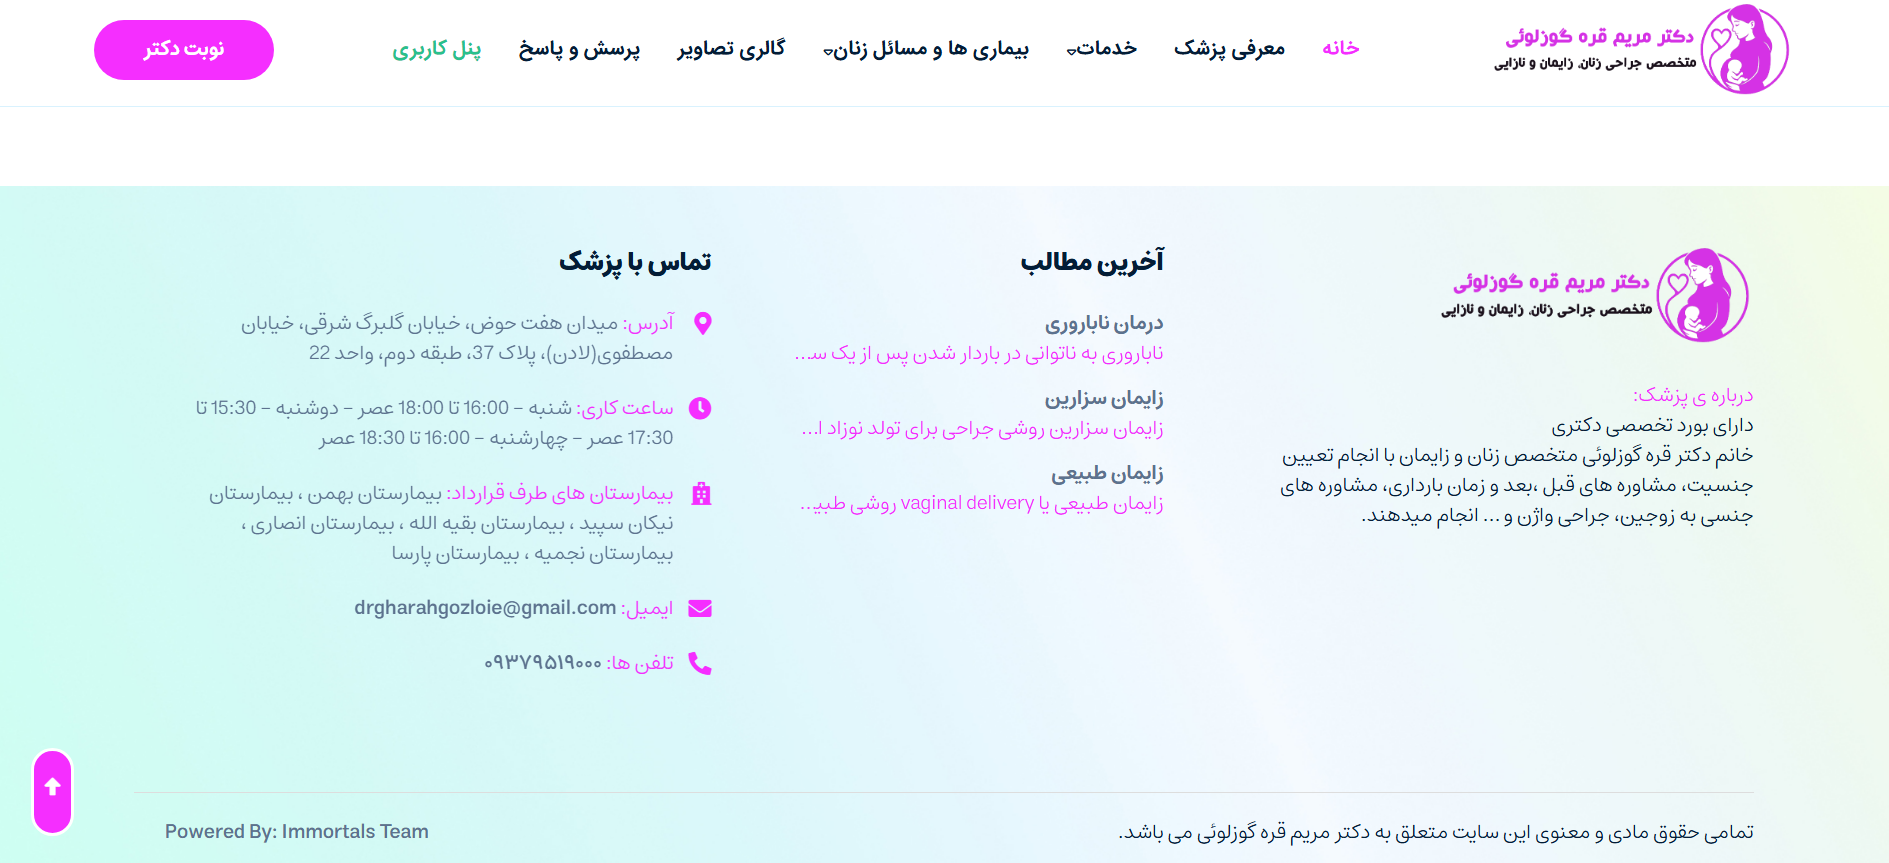 دکتر مریم قره گوزلوئی
متخصص جراحی زنان، زایمان و نازایی
خانه
معرفی پزشک
خدمات
بیماری ها و مسائل زنان
گالری تصاویر
پرسش و پاسخ
پنل کاربری
نوبت دکتر
دکتر مریم قره گوزلوئی
متخصص جراحی زنان، زایمان و نازایی
درباره ی پزشک:
دارای بورد تخصصی دکتری
خانم دکتر قره گوزلوئی متخصص زنان و زایمان با انجام تعیین
جنسیت، مشاوره های قبل ،بعد و زمان بارداری، مشاوره های
جنسی به زوجین، جراحی واژن و ... انجام میدهند.
آخرین مطالب
درمان ناباروری
ناباروری به ناتوانی در باردار شدن پس از یک س...
زایمان سزارین
زایمان سزارین روشی جراحی برای تولد نوزاد ا...
زایمان طبیعی
زایمان طبیعی یا vaginal delivery روشی طبی...
تماس با پزشک
آدرس: میدان هفت حوض، خیابان گلبرگ شرقی، خیابان
مصطفوی(لادن)، پلاک 37، طبقه دوم، واحد 22
ساعت کاری: شنبه – 16:00 تا 18:00 عصر – دوشنبه – 15:30 تا
17:30 عصر – چهارشنبه – 16:00 تا 18:30 عصر
بیمارستان های طرف قرارداد: بیمارستان بهمن ، بیمارستان
نیکان سپید ، بیمارستان بقیه الله ، بیمارستان انصاری ،
بیمارستان نجمیه ، بیمارستان پارسا
ایمیل: drgharahgozloie@gmail.com
تلفن ها: ۰۹۳۷۹۵۱۹۰۰۰
تمامی حقوق مادی و معنوی این سایت متعلق به دکتر مریم قره گوزلوئی می باشد.
Powered By: Immortals Team